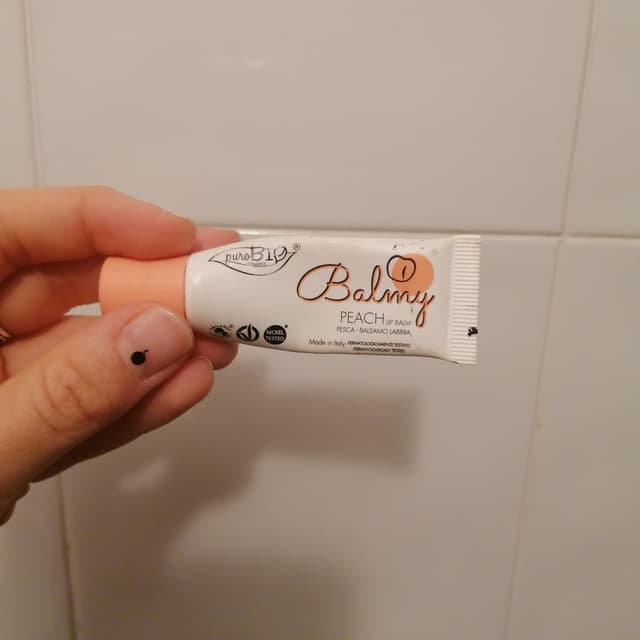 puroBIO®
Balmy
PEACH LIP BALM
PESCA - BALSAMO LABBRA
NICKEL
TESTED
Made in Italy DERMATOLOGICAMENTE TESTATO
DERMATOLOGICALLY TESTED